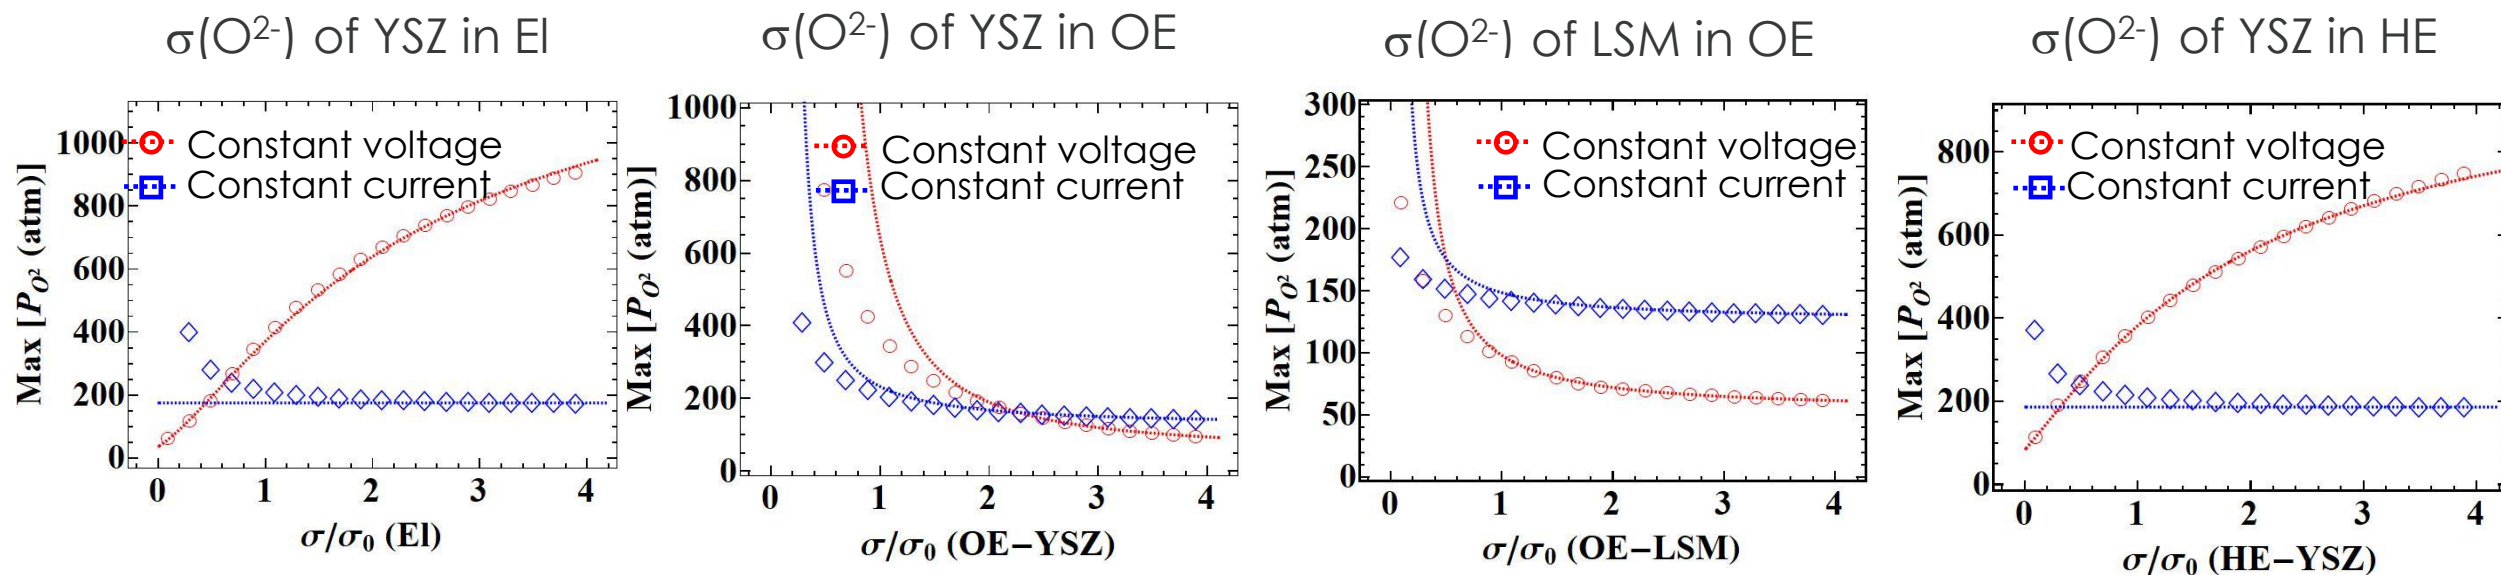 σ(O²⁻) of YSZ in El
σ(O²⁻) of YSZ in OE
σ(O²⁻) of LSM in OE
σ(O²⁻) of YSZ in HE
Max [P_O² (atm)]
1000
800
600
400
200
0
Constant voltage
Constant current
0 1 2 3 4
σ/σ₀ (El)
Max [P_O² (atm)]
1000
800
600
400
200
0
Constant voltage
Constant current
0 1 2 3 4
σ/σ₀ (OE−YSZ)
Max [P_O² (atm)]
300
250
200
150
100
50
0
Constant voltage
Constant current
0 1 2 3 4
σ/σ₀ (OE−LSM)
Max [P_O² (atm)]
800
600
400
200
0
Constant voltage
Constant current
0 1 2 3 4
σ/σ₀ (HE−YSZ)